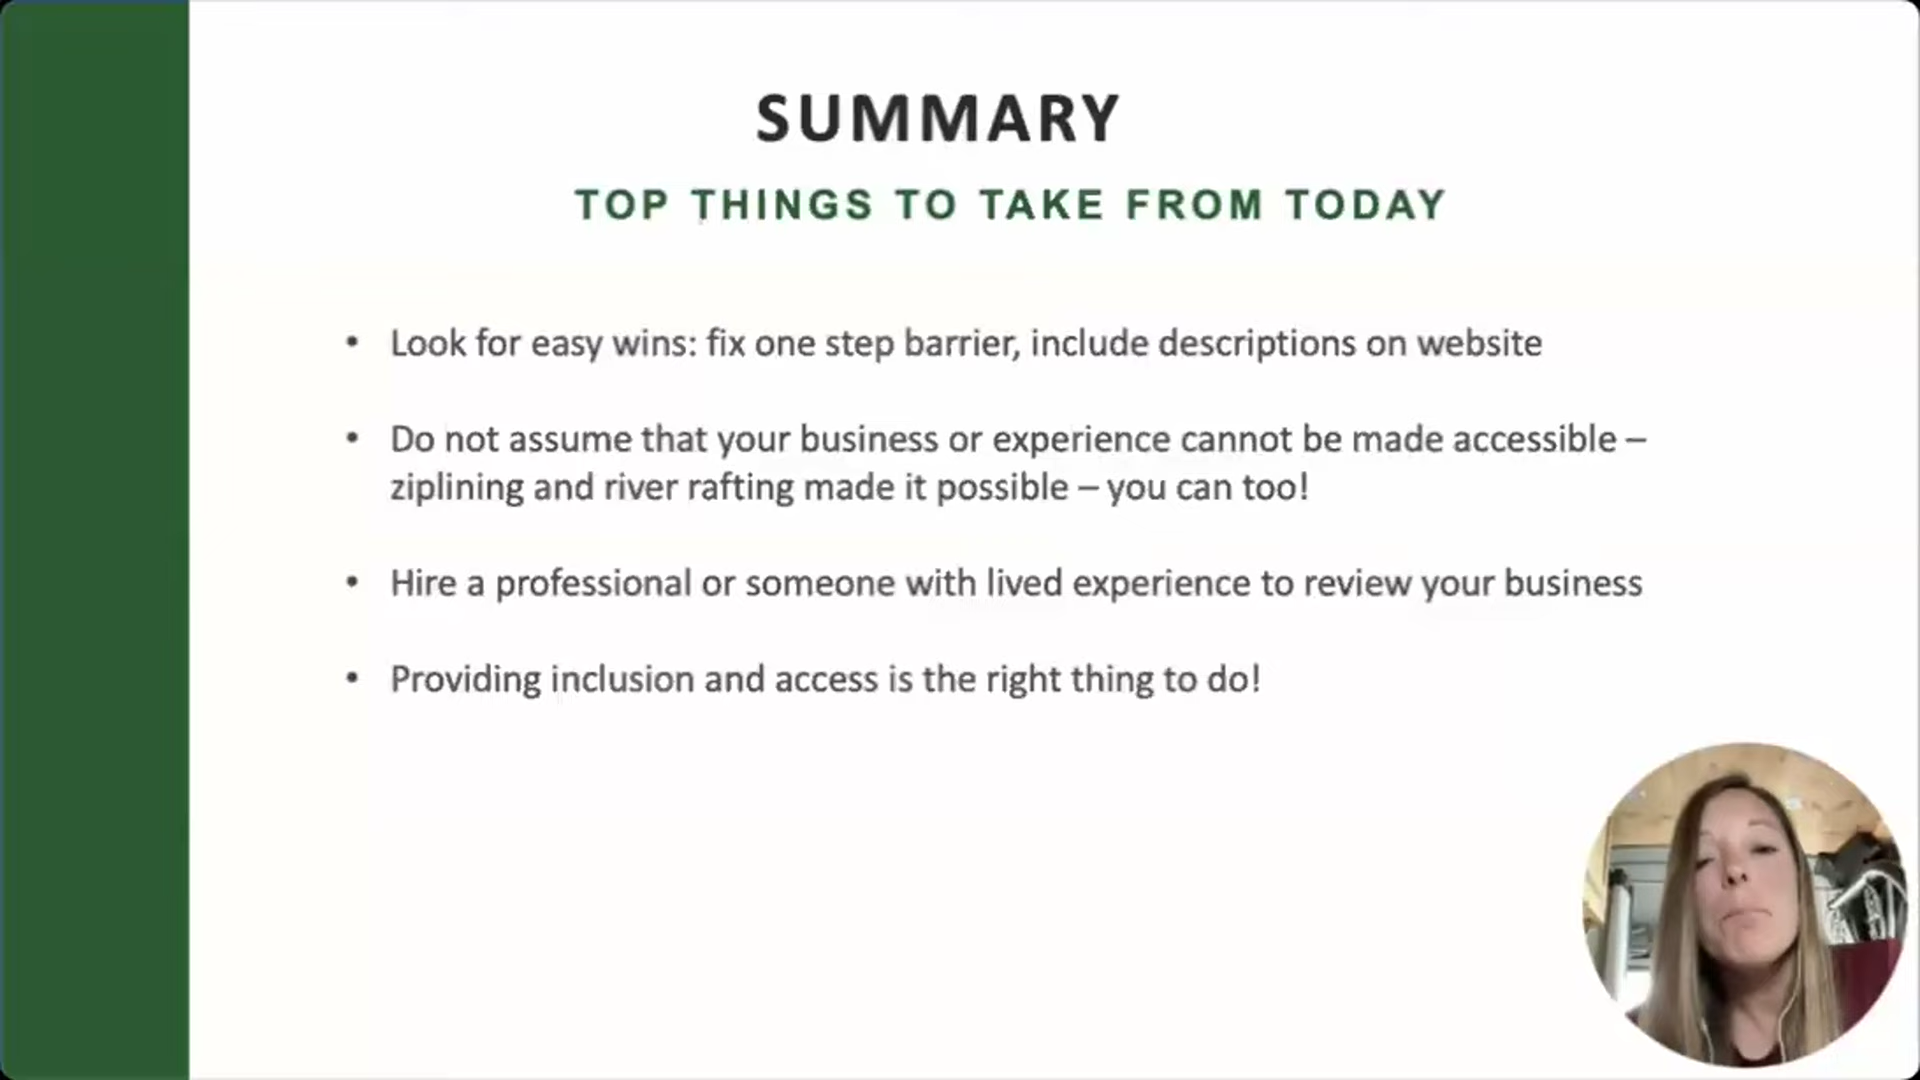 SUMMARY
TOP THINGS TO TAKE FROM TODAY
• Look for easy wins: fix one step barrier, include descriptions on website
• Do not assume that your business or experience cannot be made accessible –
ziplining and river rafting made it possible – you can too!
• Hire a professional or someone with lived experience to review your business
• Providing inclusion and access is the right thing to do!